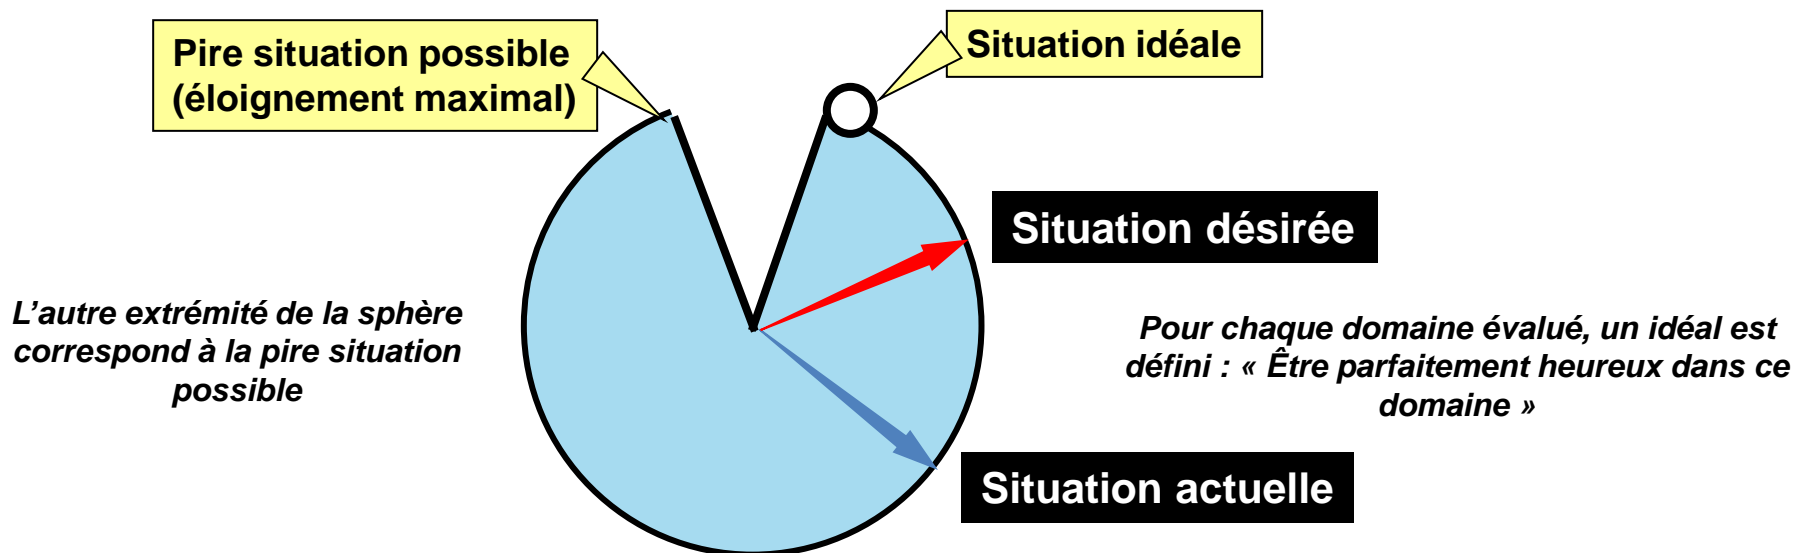 Pire situation possible
(éloignement maximal)
Situation idéale
Situation désirée
L’autre extrémité de la sphère
correspond à la pire situation
possible
Pour chaque domaine évalué, un idéal est
défini : « Être parfaitement heureux dans ce
domaine »
Situation actuelle